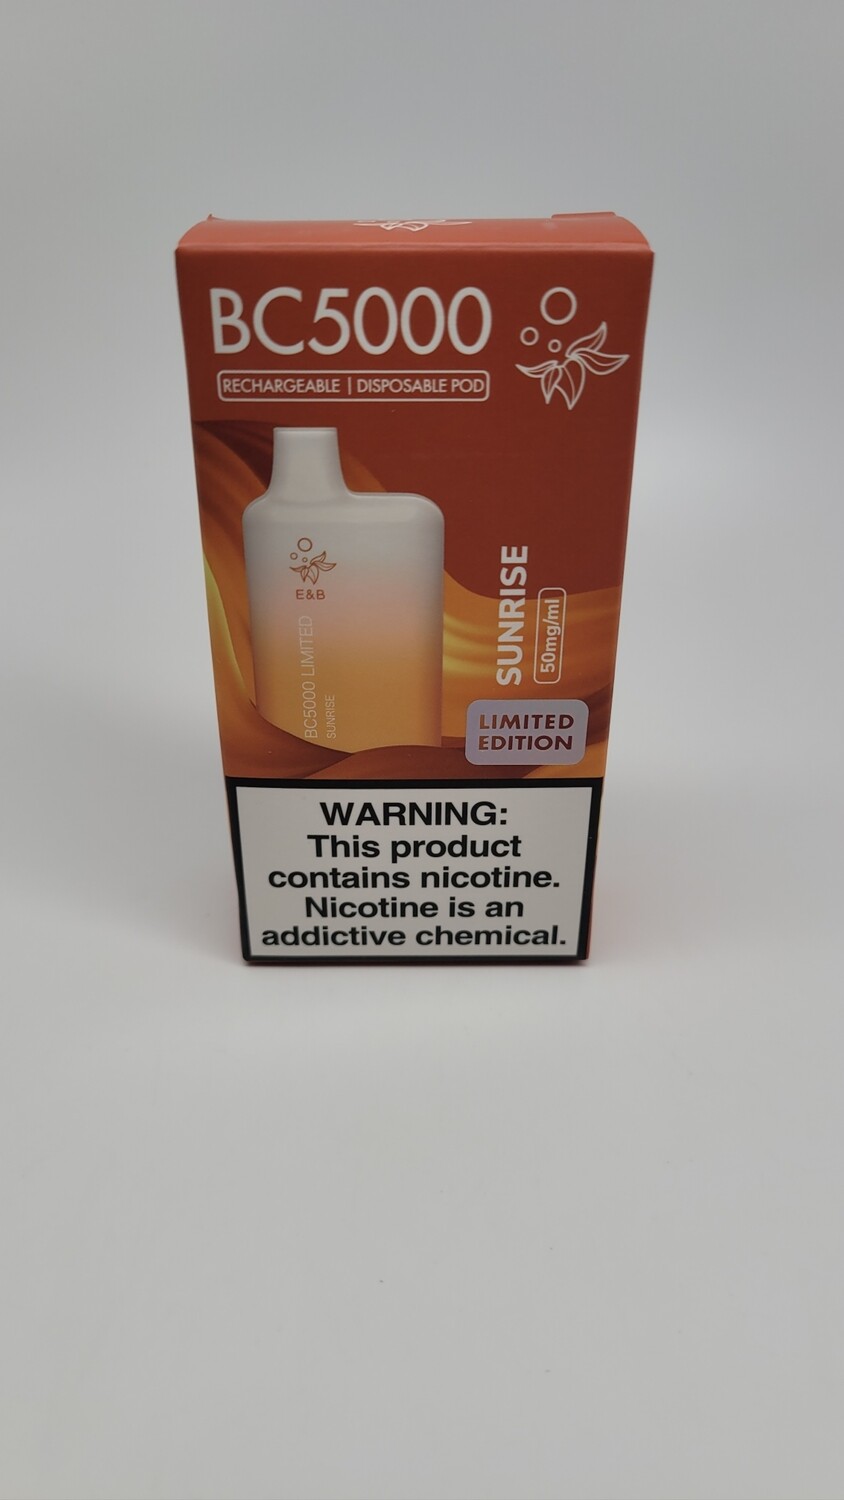 BC5000
RECHARGEABLE | DISPOSABLE POD
E&B
BC5000 LIMITED
SUNRISE
SUNRISE
50mg/ml
LIMITED
EDITION
WARNING:
This product
contains nicotine.
Nicotine is an
addictive chemical.